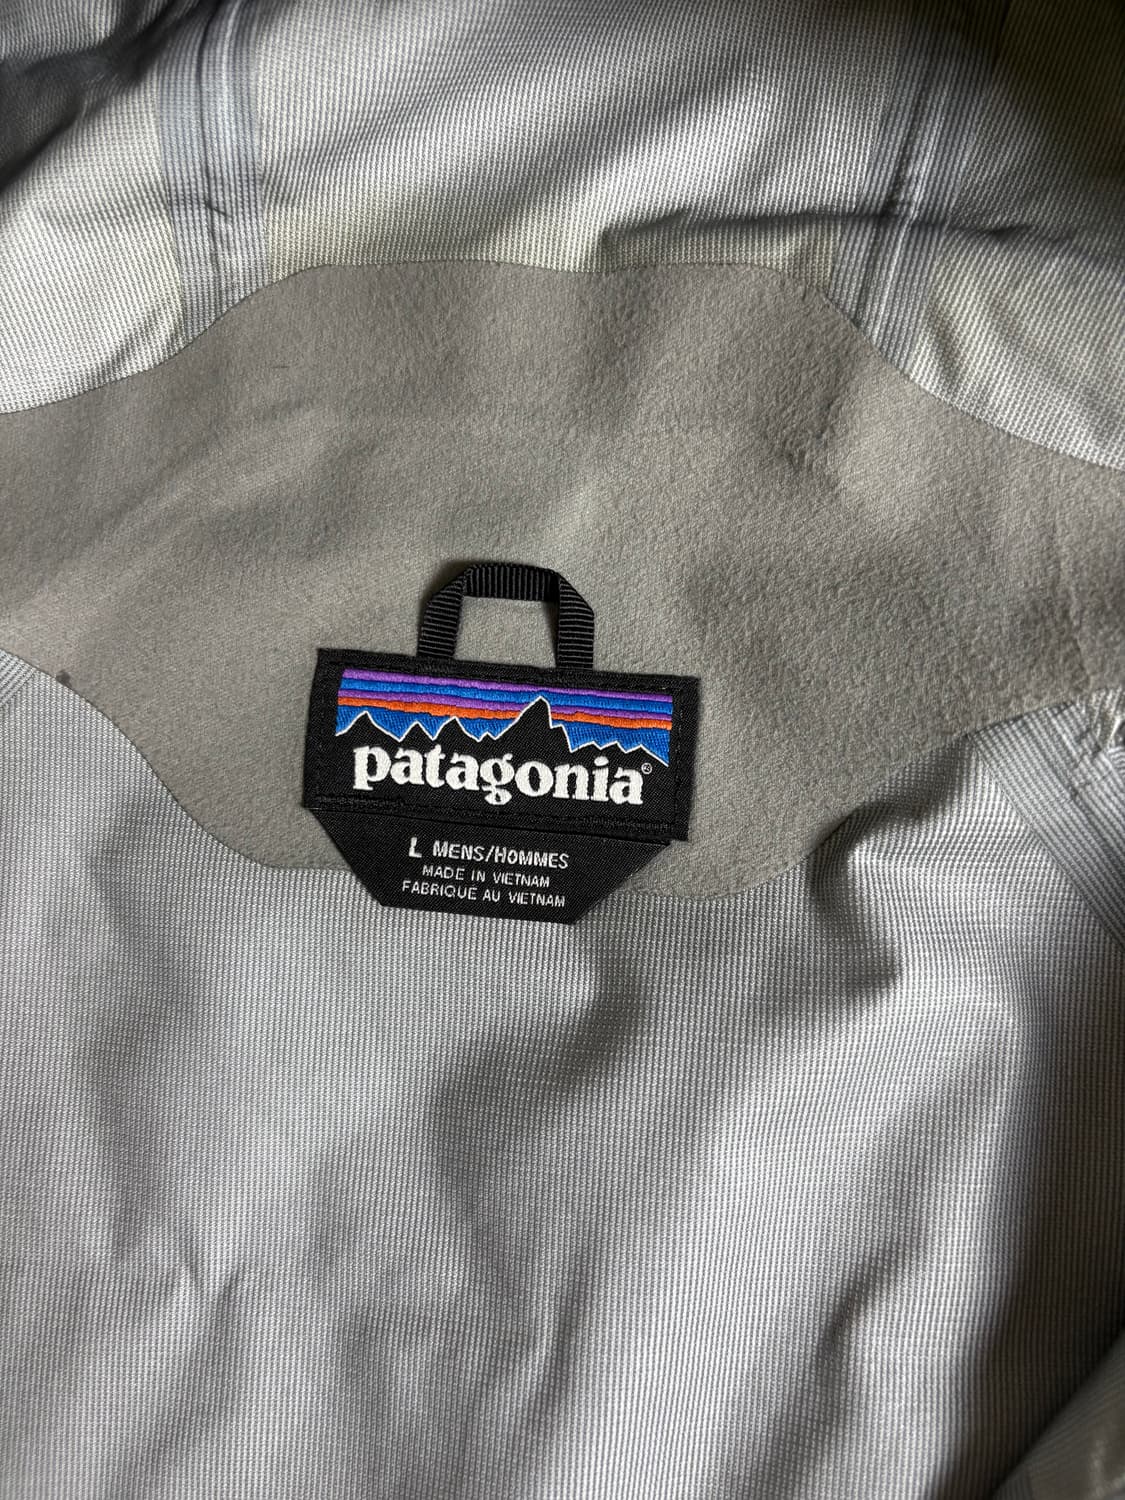 patagonia®
L MENS/HOMMES
MADE IN VIETNAM
FABRIQUÉ AU VIETNAM